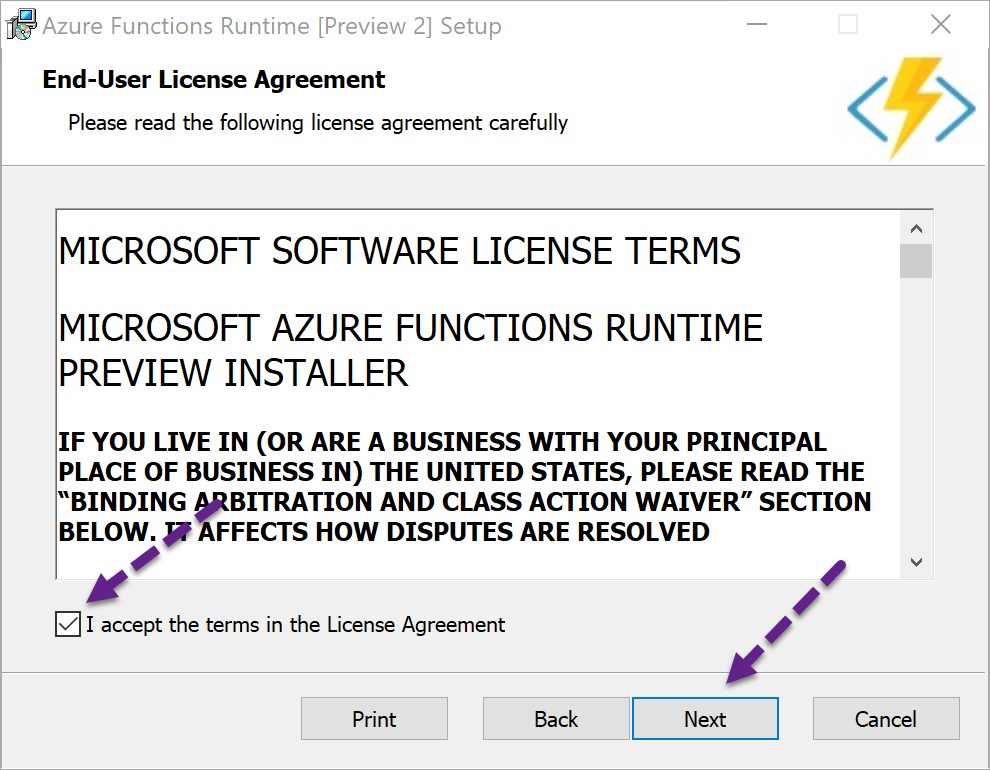 Azure Functions Runtime [Preview 2] Setup
End-User License Agreement
Please read the following license agreement carefully
MICROSOFT SOFTWARE LICENSE TERMS
MICROSOFT AZURE FUNCTIONS RUNTIME
PREVIEW INSTALLER
IF YOU LIVE IN (OR ARE A BUSINESS WITH YOUR PRINCIPAL
PLACE OF BUSINESS IN) THE UNITED STATES, PLEASE READ THE
“BINDING ARBITRATION AND CLASS ACTION WAIVER” SECTION
BELOW. IT AFFECTS HOW DISPUTES ARE RESOLVED
I accept the terms in the License Agreement
Print
Back
Next
Cancel